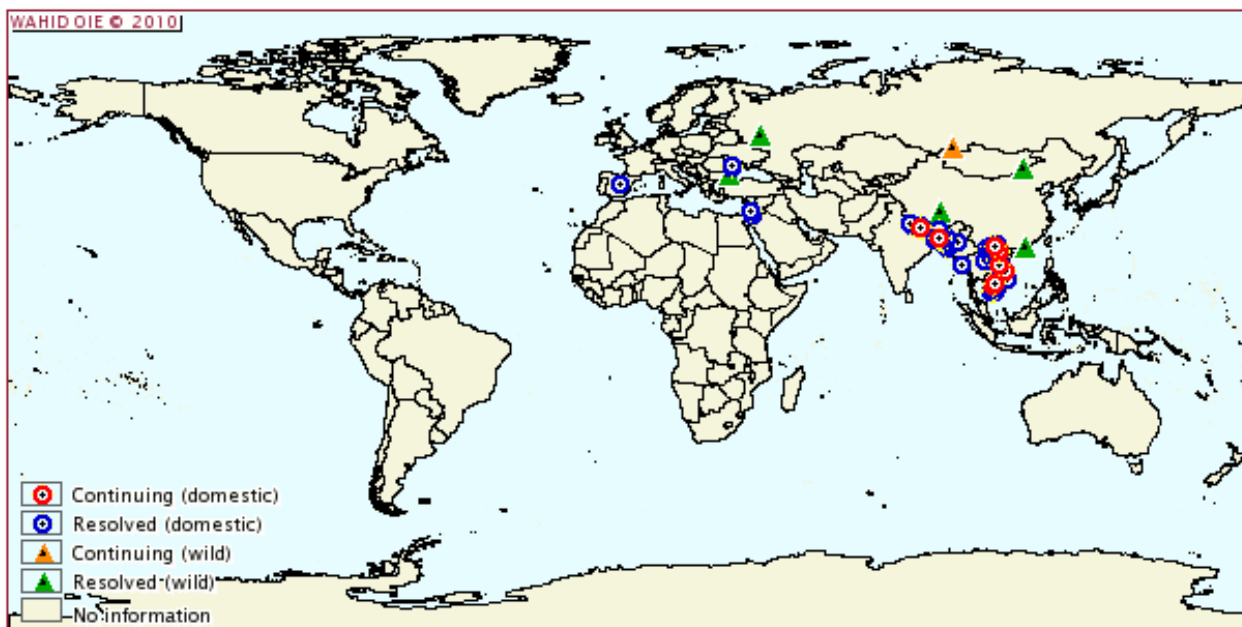 WAHID OIE © 2010
Continuing (domestic)
Resolved (domestic)
Continuing (wild)
Resolved (wild)
No information